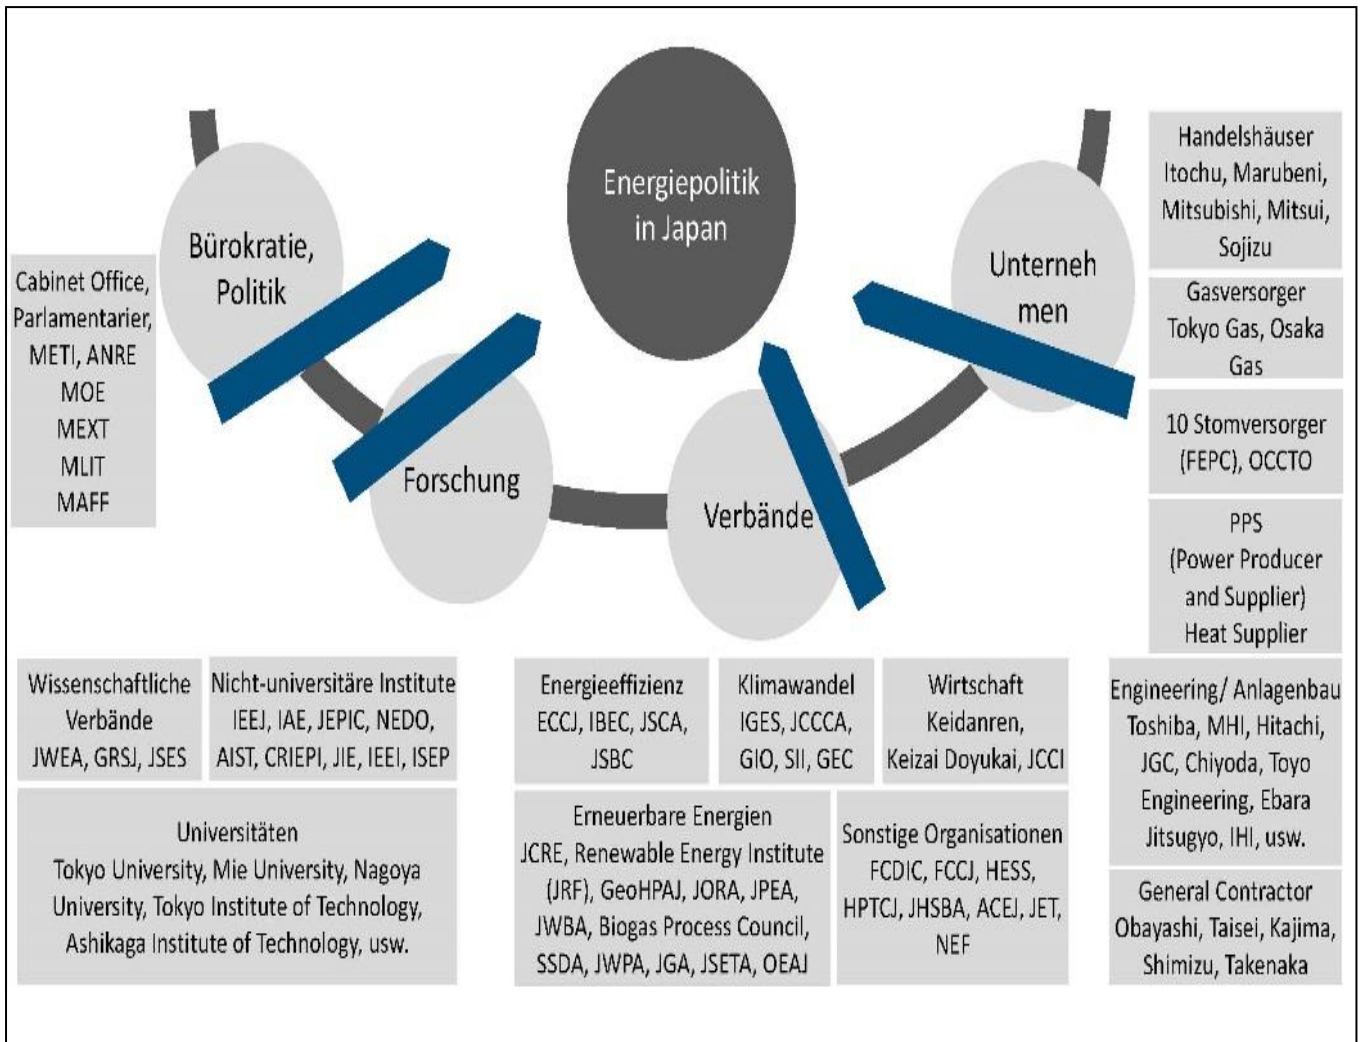 Energiepolitik
in Japan
Bürokratie,
Politik
Forschung
Verbände
Unterneh
men
Cabinet Office,
Parlamentarier,
METI, ANRE
MOE
MEXT
MLIT
MAFF
Handelshäuser
Itochu, Marubeni,
Mitsubishi, Mitsui,
Sojizu
Gasversorger
Tokyo Gas, Osaka
Gas
10 Stomversorger
(FEPC), OCCTO
PPS
(Power Producer
and Supplier)
Heat Supplier
Wissenschaftliche
Verbände
JWEA, GRSJ, JSES
Nicht-universitäre Institute
IEEJ, IAE, JEPIC, NEDO,
AIST, CRIEPI, JIE, IEEI, ISEP
Universitäten
Tokyo University, Mie University, Nagoya
University, Tokyo Institute of Technology,
Ashikaga Institute of Technology, usw.
Energieeffizienz
ECCJ, IBEC, JSCA,
JSBC
Klimawandel
IGES, JCCCA,
GIO, SII, GEC
Wirtschaft
Keidanren,
Keizai Doyukai, JCCI
Erneuerbare Energien
JCRE, Renewable Energy Institute
(JRF), GeoHPAJ, JORA, JPEA,
JWBA, Biogas Process Council,
SSDA, JWPA, JGA, JSETA, OEAJ
Sonstige Organisationen
FCDIC, FCCJ, HESS,
HPTCJ, JHSBA, ACEJ, JET,
NEF
Engineering/ Anlagenbau
Toshiba, MHI, Hitachi,
JGC, Chiyoda, Toyo
Engineering, Ebara
Jitsugyo, IHI, usw.
General Contractor
Obayashi, Taisei, Kajima,
Shimizu, Takenaka